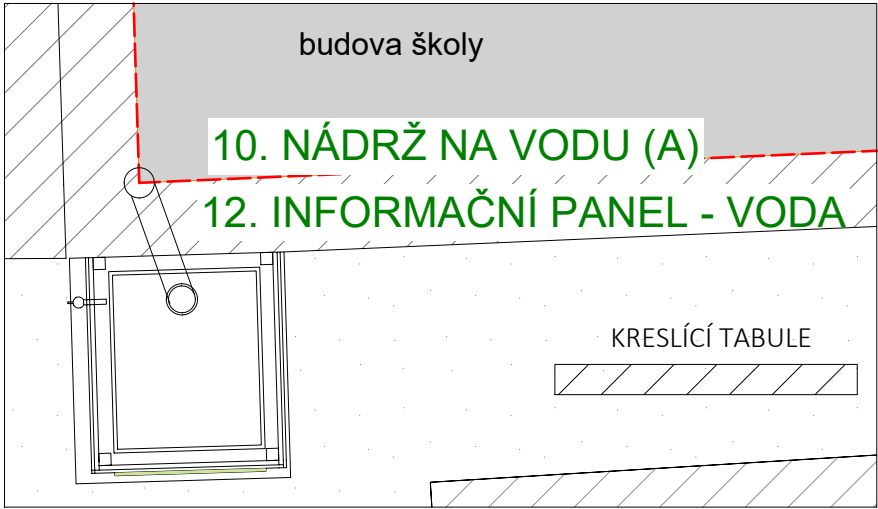 budova školy
10. NÁDRŽ NA VODU (A)
12. INFORMAČNÍ PANEL - VODA
KRESLÍCÍ TABULE